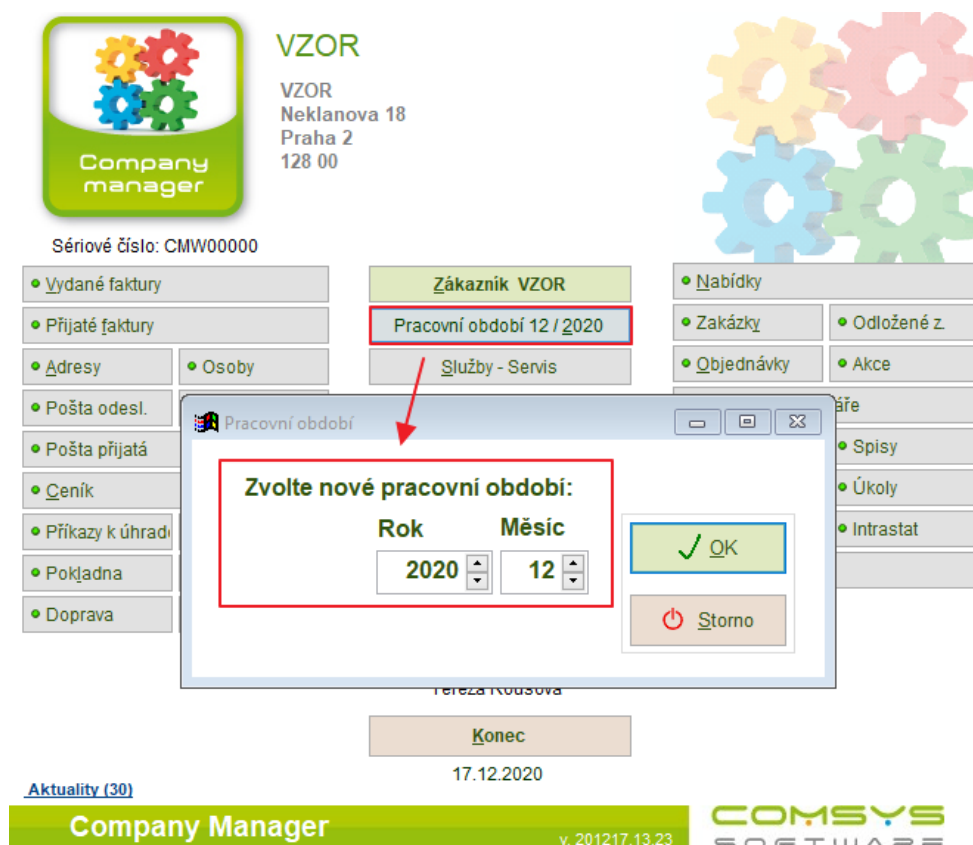 VZOR
VZOR
Neklanova 18
Praha 2
128 00
Company
manager
Sériové číslo: CMW00000
Vydané faktury
Zákazník VZOR
Nabídky
Přijaté faktury
Pracovní období 12 / 2020
Zakázky
Odložené z.
Adresy
Osoby
Služby - Servis
Objednávky
Akce
Pošta odesl.
Pracovní období
áře
Pošta přijatá
Spisy
Ceník
Zvolte nové pracovní období:
Úkoly
Rok
Měsíc
Příkazy k úhrad
OK
Intrastat
2020
12
Pokladna
Doprava
Storno
Konec
17.12.2020
Aktuality (30)
Company Manager
v. 201217.13.23
COMSYS
SOFTWARE